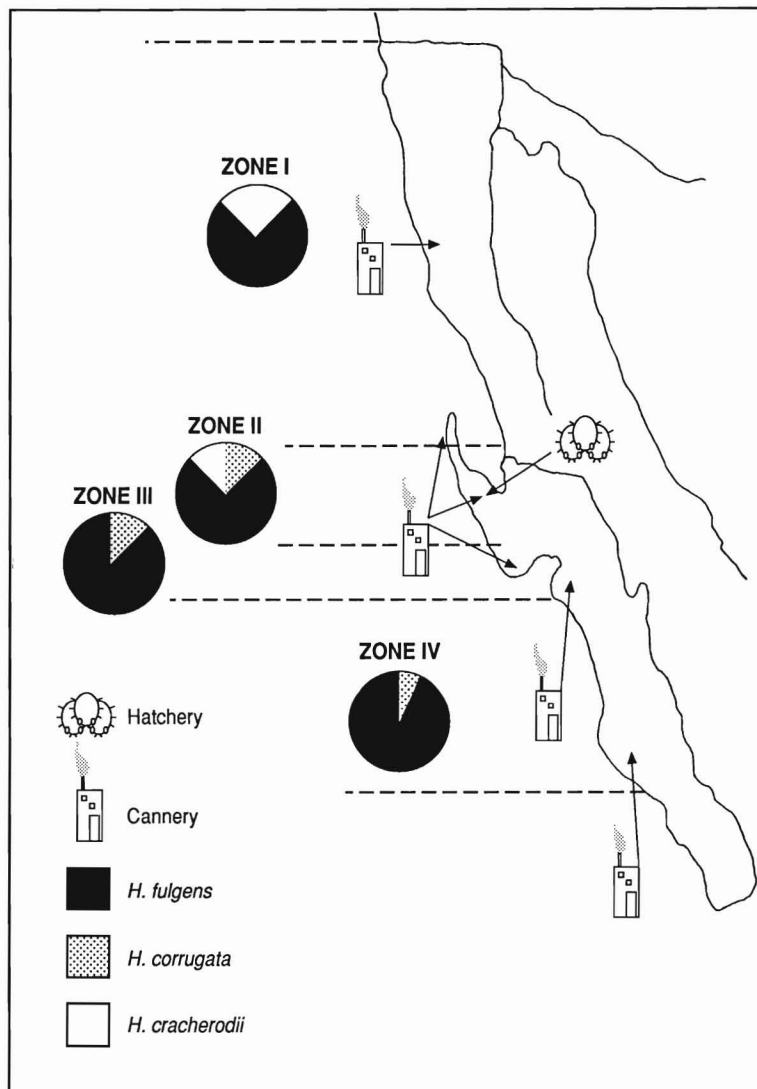 ZONE I
ZONE II
ZONE III
ZONE IV
Hatchery
Cannery
H. fulgens
H. corrugata
H. cracherodii